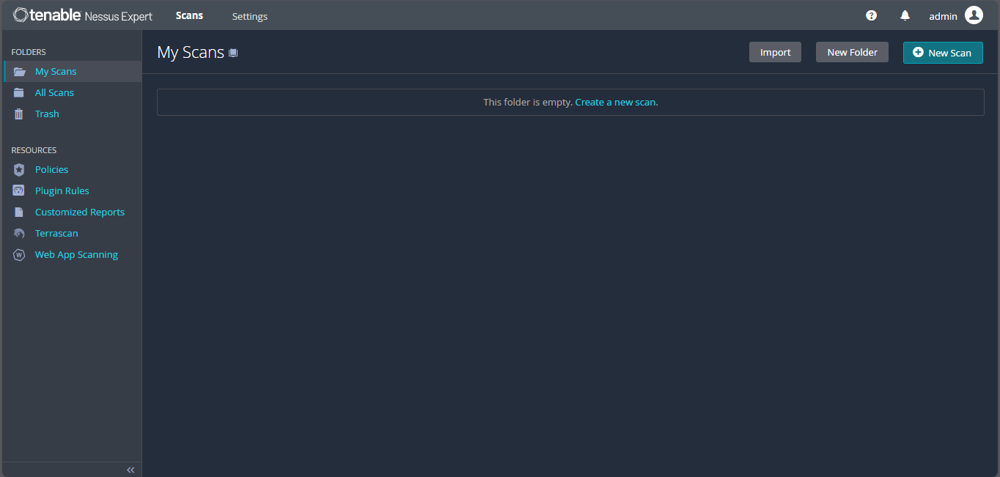 tenable Nessus Expert Scans Settings admin
FOLDERS
My Scans
All Scans
Trash
RESOURCES
Policies
Plugin Rules
Customized Reports
Terrascan
Web App Scanning
My Scans
Import New Folder New Scan
This folder is empty. Create a new scan.